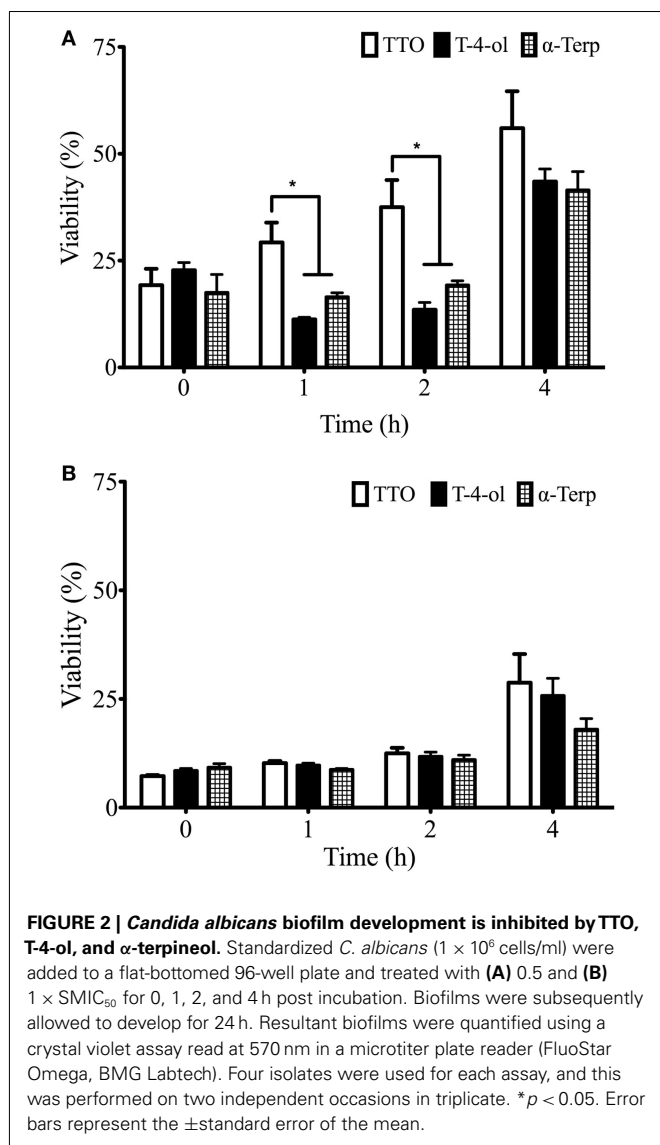 A
75
TTO T-4-ol α-Terp
*
*
50
Viability (%)
25
0
0 1 2 4
Time (h)
B
75
TTO T-4-ol α-Terp
50
Viability (%)
25
0
0 1 2 4
Time (h)
FIGURE 2 | Candida albicans biofilm development is inhibited by TTO,
T-4-ol, and α-terpineol. Standardized C. albicans (1 × 10⁶ cells/ml) were
added to a flat-bottomed 96-well plate and treated with (A) 0.5 and (B)
1 × SMIC₅₀ for 0, 1, 2, and 4 h post incubation. Biofilms were subsequently
allowed to develop for 24 h. Resultant biofilms were quantified using a
crystal violet assay read at 570 nm in a microtiter plate reader (FluoStar
Omega, BMG Labtech). Four isolates were used for each assay, and this
was performed on two independent occasions in triplicate. *p < 0.05. Error
bars represent the ±standard error of the mean.